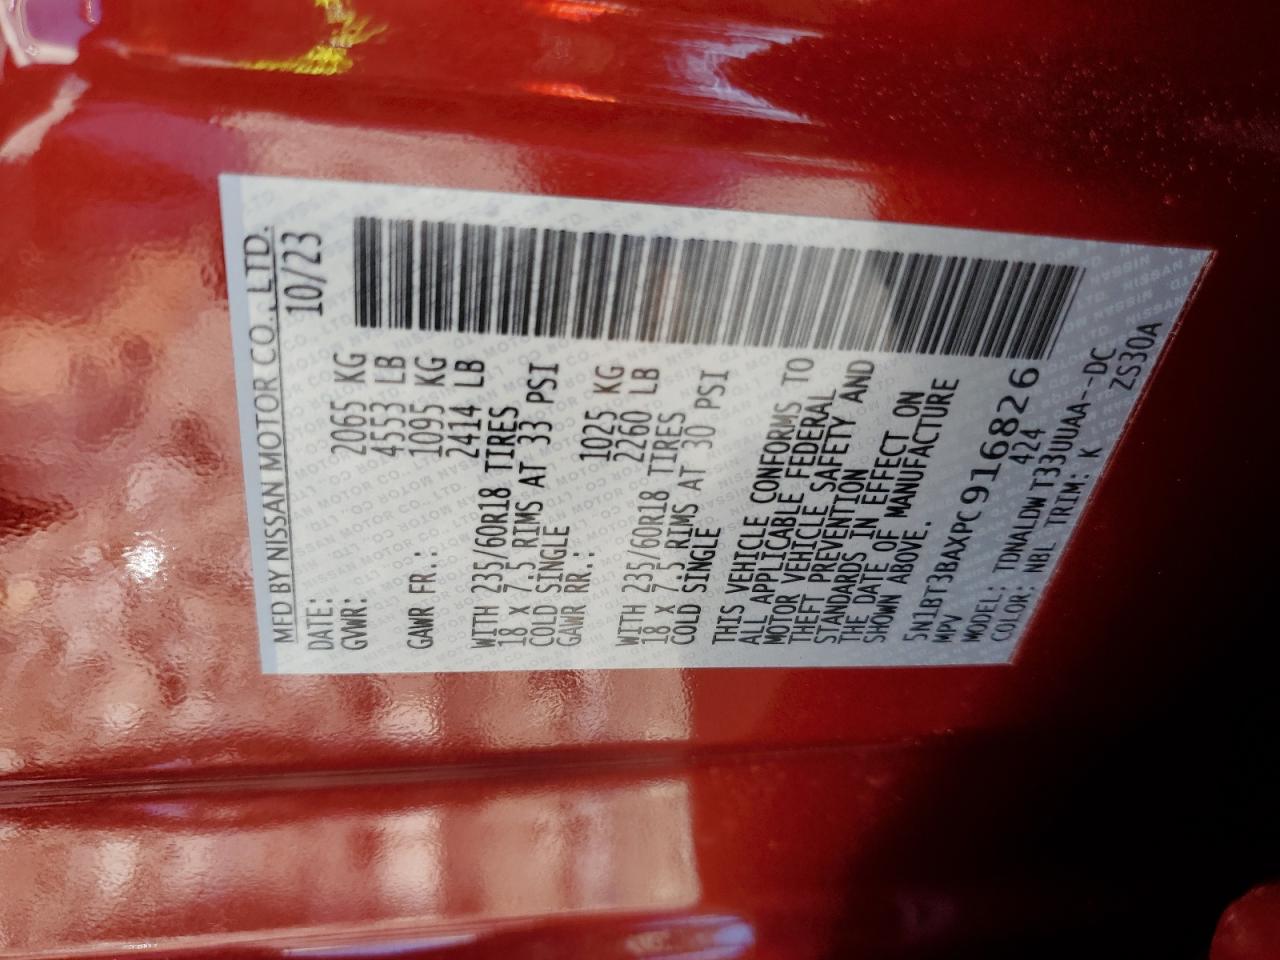 MFD BY NISSAN MOTOR CO., LTD.
DATE: 10/23
GVWR: 2065 KG
4553 LB
GAWR FR.: 1095 KG
2414 LB
WITH 235/60R18 TIRES
18 X 7.5 RIMS AT 33 PSI
COLD SINGLE
GAWR RR.: 1025 KG
2260 LB
WITH 235/60R18 TIRES
18 X 7.5 RIMS AT 30 PSI
COLD SINGLE
THIS VEHICLE CONFORMS TO
ALL APPLICABLE FEDERAL
MOTOR VEHICLE SAFETY AND
THEFT PREVENTION
STANDARDS IN EFFECT ON
THE DATE OF MANUFACTURE
SHOWN ABOVE.
5N1BT3BAXPC916826
MPV 424
MODEL: TDNALDW T33UUAA--DC
COLOR: NBL TRIM: K ZS30A